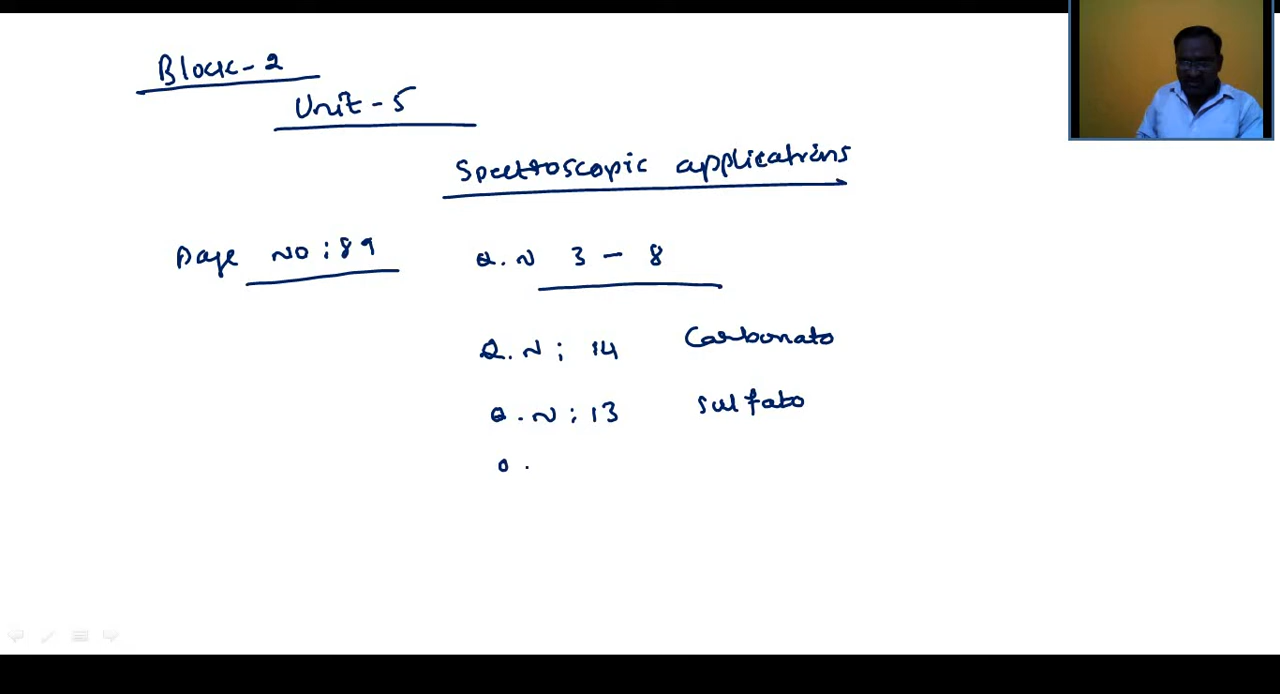 Block-2
Unit-5
Spectroscopic applications
Page No: 89 Q.N 3-8
Q.N; 14 Carbonato
Q.N; 13 Sulfato
Q.